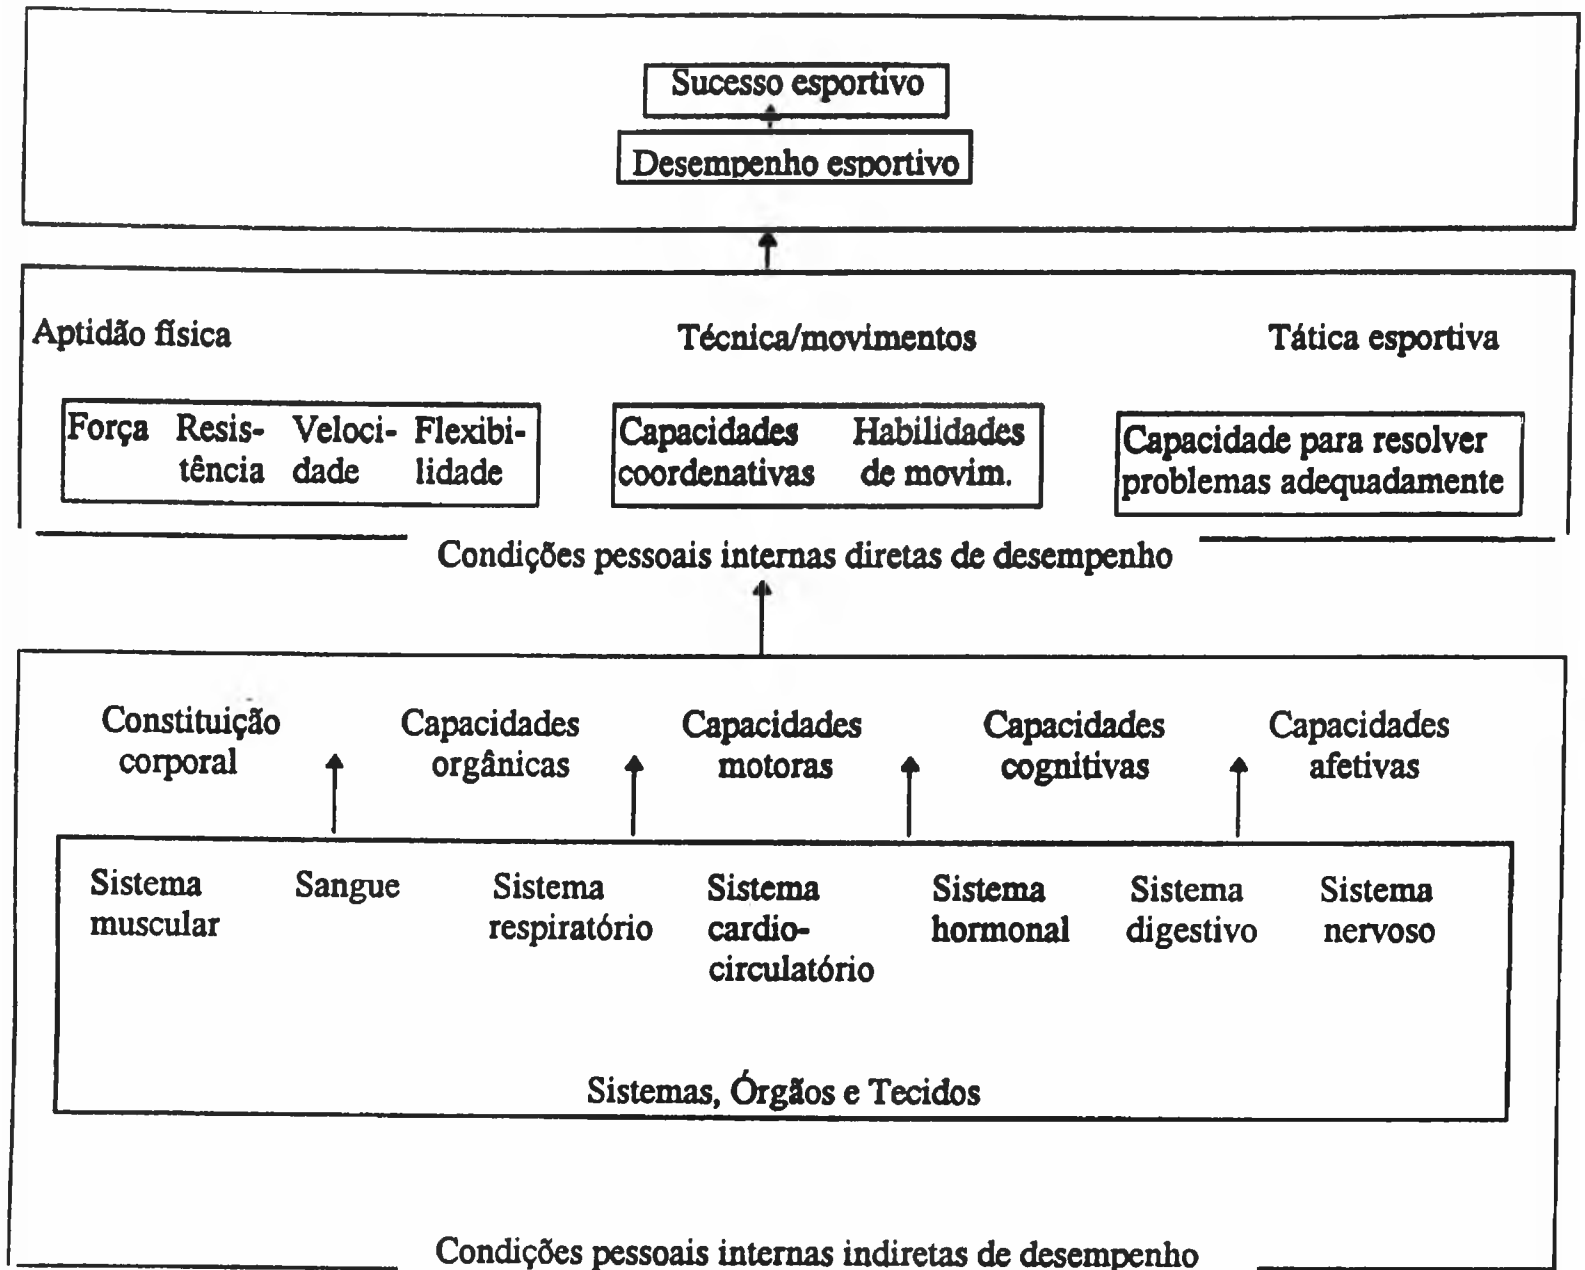 Sucesso esportivo
Desempenho esportivo
Aptidão física
Técnica/movimentos
Tática esportiva
Força Resis- Veloci- Flexibi-
tência dade lidade
Capacidades Habilidades
coordenativas de movim.
Capacidade para resolver
problemas adequadamente
Condições pessoais internas diretas de desempenho
Constituição Capacidades Capacidades Capacidades Capacidades
corporal orgânicas motoras cognitivas afetivas
Sistema Sangue Sistema Sistema Sistema Sistema Sistema
muscular respiratório cardio- hormonal digestivo nervoso
circulatório
Sistemas, Órgãos e Tecidos
Condições pessoais internas indiretas de desempenho